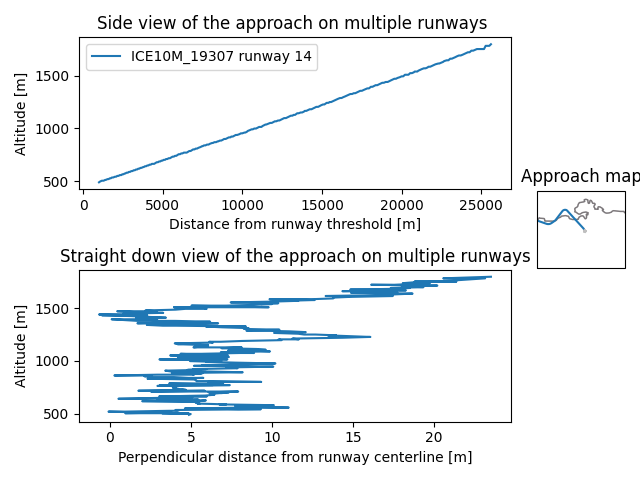 Side view of the approach on multiple runways
ICE10M_19307 runway 14
Altitude [m]
1500
1000
500
0 5000 10000 15000 20000 25000
Distance from runway threshold [m]
Approach map
Straight down view of the approach on multiple runways
Altitude [m]
1500
1000
500
0 5 10 15 20
Perpendicular distance from runway centerline [m]